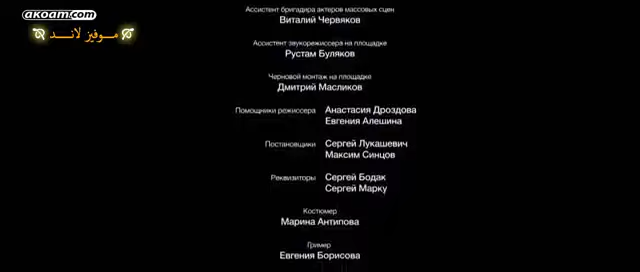 akoam.com
موفيز لاند
Ассистент бригадира актеров массовых сцен
Виталий Червяков
Ассистент звукорежиссера на площадке
Рустам Буляков
Черновой монтаж на площадке
Дмитрий Масликов
Помощники режиссера Анастасия Дроздова
Евгения Алешина
Постановщики Сергей Лукашевич
Максим Синцов
Реквизиторы Сергей Бодак
Сергей Марку
Костюмер
Марина Антипова
Гример
Евгения Борисова